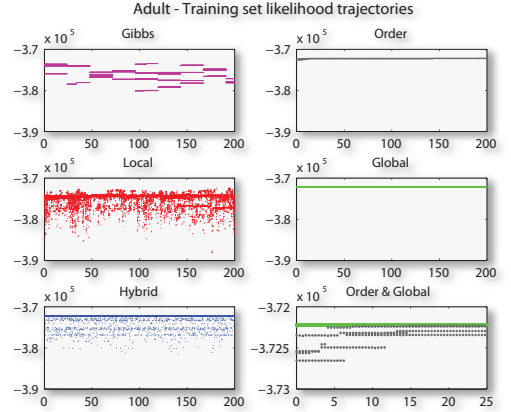 Adult - Training set likelihood trajectories
Gibbs
Order
−3.7 x 10^5
−3.8
−3.9
0 50 100 150 200
−3.7 x 10^5
−3.8
−3.9
0 50 100 150 200
Local
Global
−3.7 x 10^5
−3.8
−3.9
0 50 100 150 200
−3.7 x 10^5
−3.8
−3.9
0 50 100 150 200
Hybrid
Order & Global
−3.7 x 10^5
−3.8
−3.9
0 50 100 150 200
−3.722 x 10^5
−3.725
−3.73
0 5 10 15 20 25